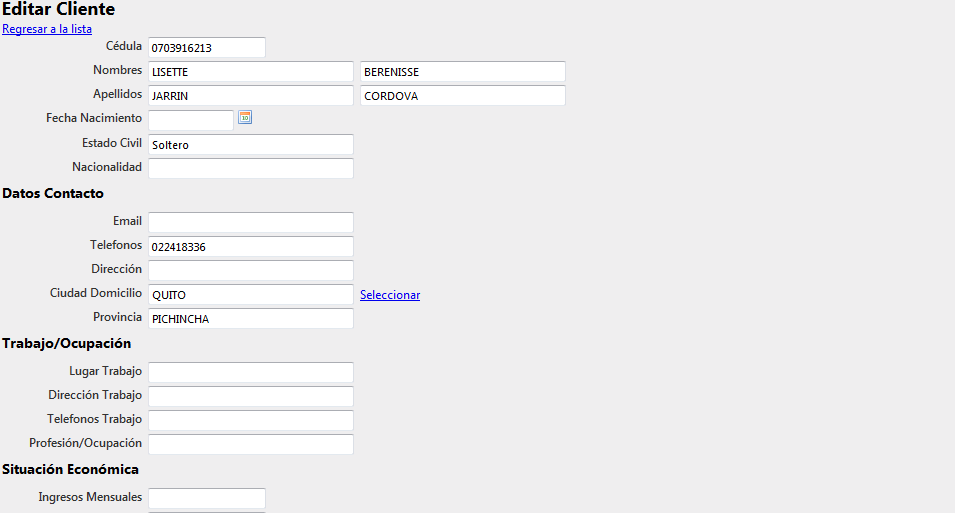 Editar Cliente
Regresar a la lista
Cédula 0703916213
Nombres LISETTE BERENISSE
Apellidos JARRIN CORDOVA
Fecha Nacimiento 10
Estado Civil Soltero
Nacionalidad
Datos Contacto
Email
Telefonos 022418336
Dirección
Ciudad Domicilio QUITO Seleccionar
Provincia PICHINCHA
Trabajo/Ocupación
Lugar Trabajo
Dirección Trabajo
Telefonos Trabajo
Profesión/Ocupación
Situación Económica
Ingresos Mensuales